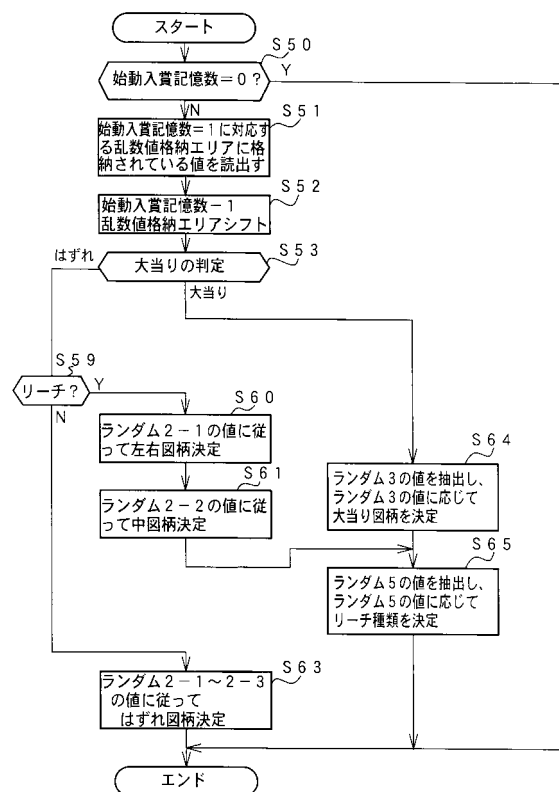 スタート
S50
始動入賞記憶数=0?
Y
N
S51
始動入賞記憶数=1に対応す
る乱数値格納エリアに格
納されている値を読出す
S52
始動入賞記憶数-1
乱数値格納エリアシフト
S53
はずれ
大当りの判定
大当り
S59
リーチ?
Y
N
S60
ランダム2-1の値に従
って左右図柄決定
S61
ランダム2-2の値に従
って中図柄決定
S64
ランダム3の値を抽出し、
ランダム3の値に応じて
大当り図柄を決定
S65
ランダム5の値を抽出し、
ランダム5の値に応じて
リーチ種類を決定
S63
ランダム2-1~2-3
の値に従って
はずれ図柄決定
エンド